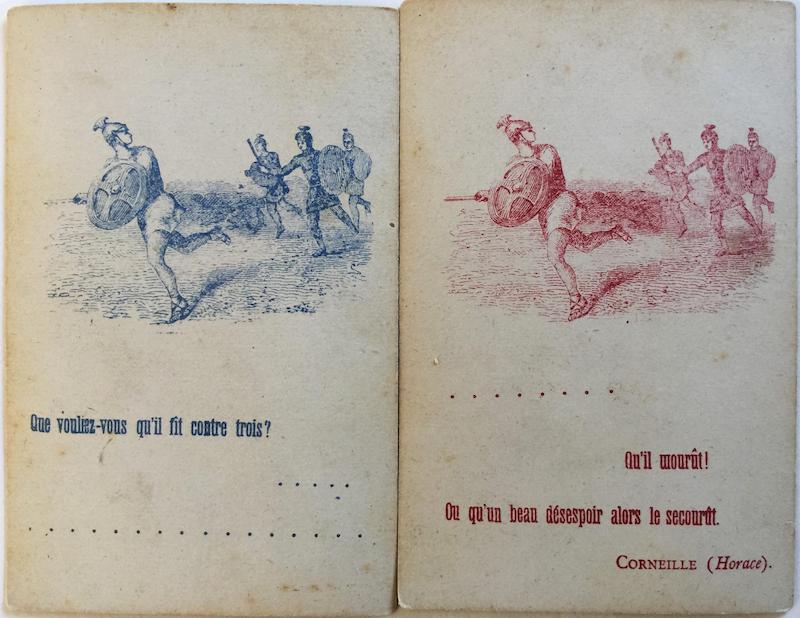 Que vouliez-vous qu'il fit contre trois?
. . . . .
. . . . . . . . . . . . . . . .
. . . . . . . .
Qu'il mourût!
Ou qu'un beau désespoir alors le secourût.
CORNEILLE (Horace).